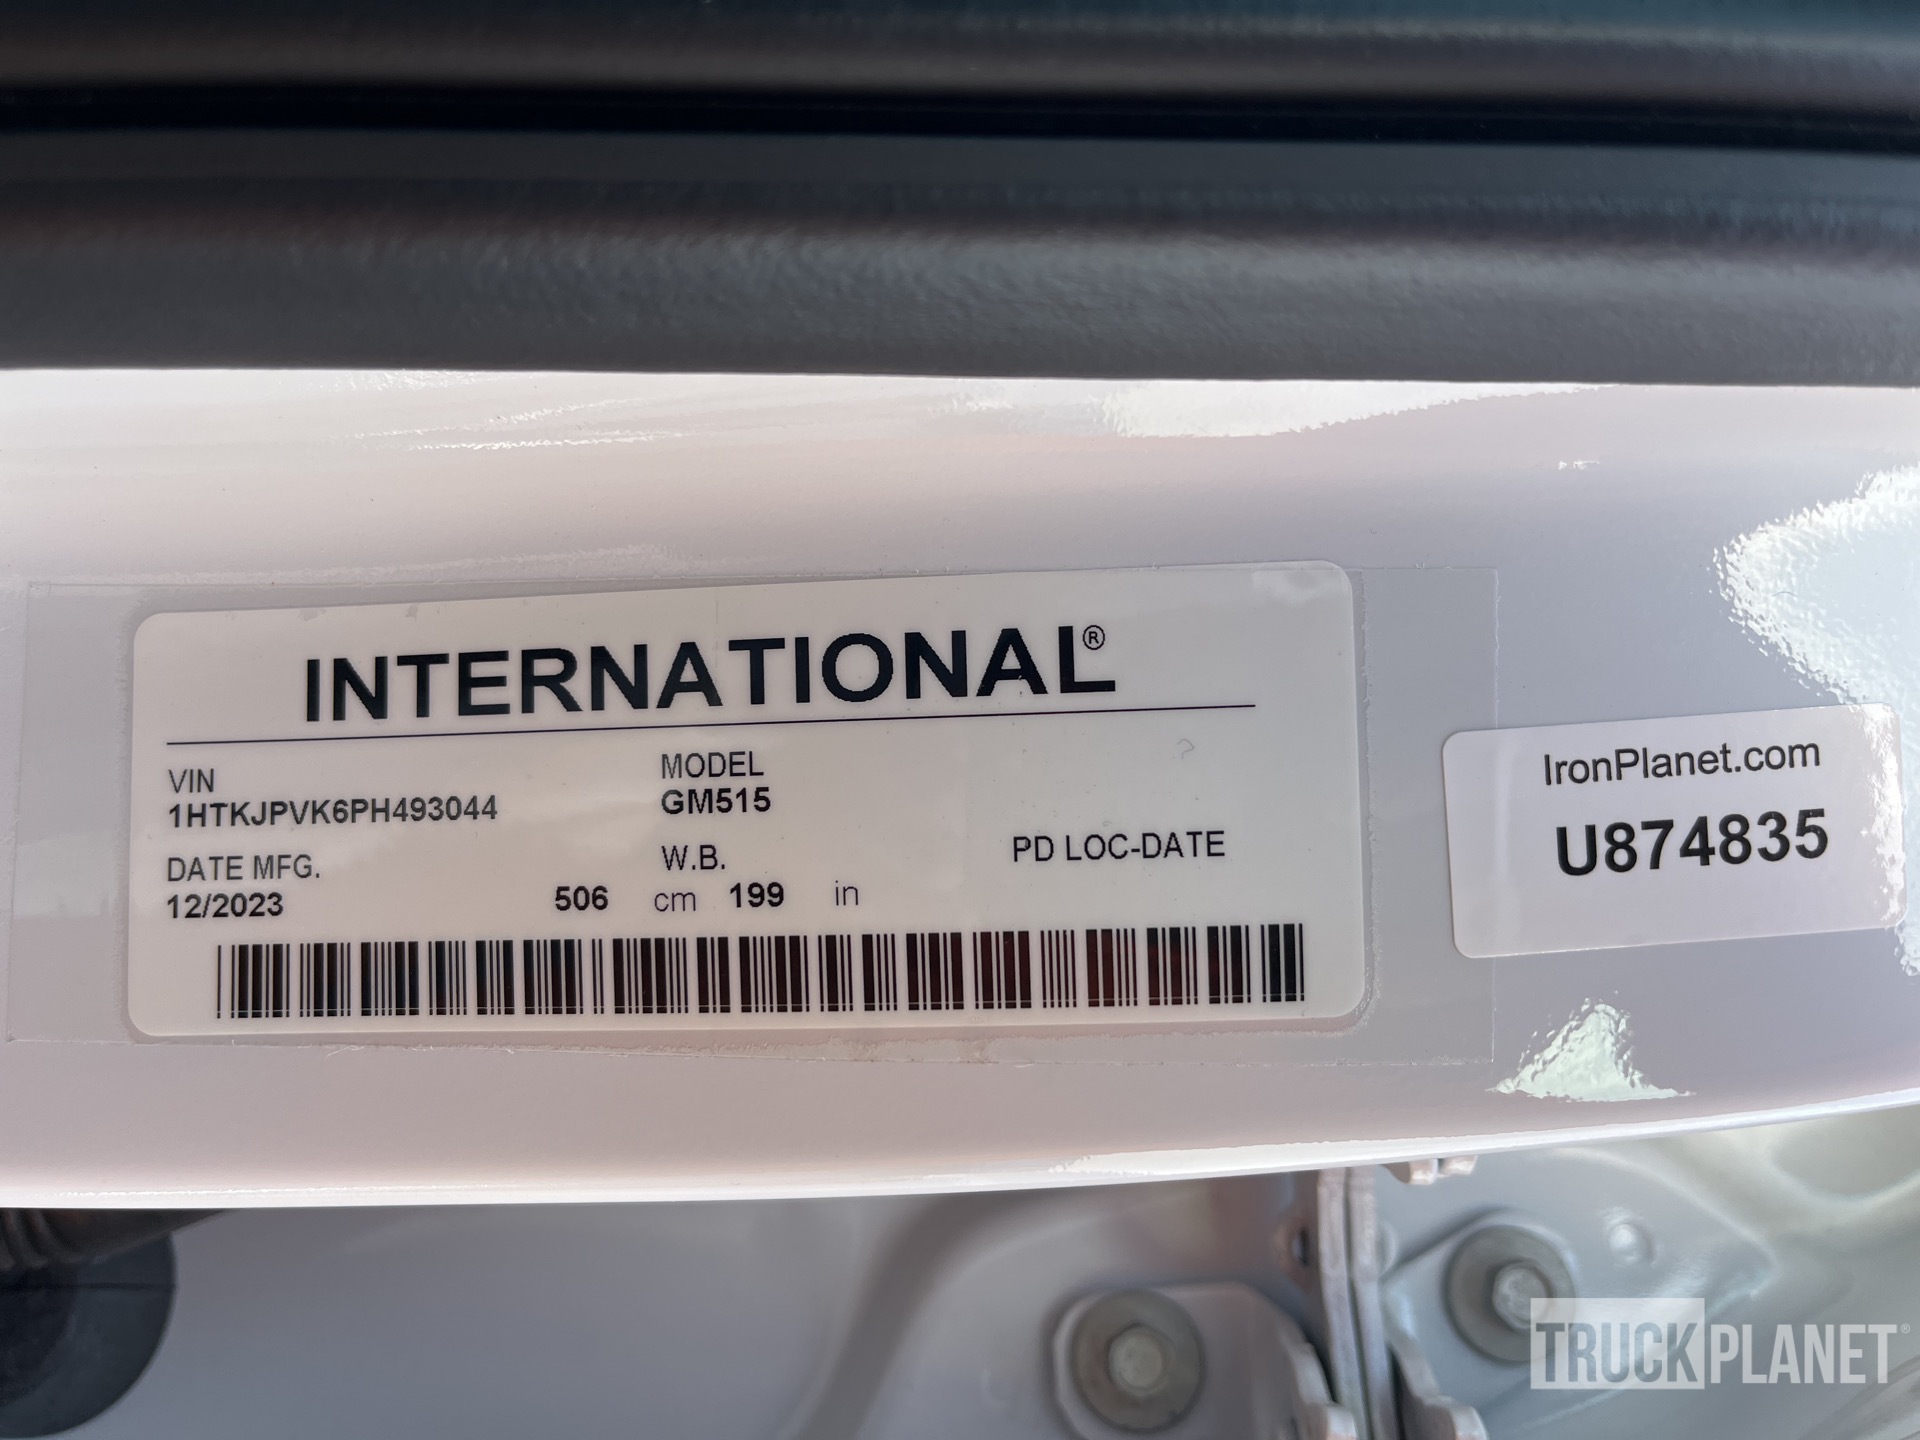 INTERNATIONAL®
VIN
1HTKJPVK6PH493044
MODEL
GM515
DATE MFG.
12/2023
W.B.
506 cm 199 in
PD LOC-DATE
IronPlanet.com
U874835
TRUCKPLANET®